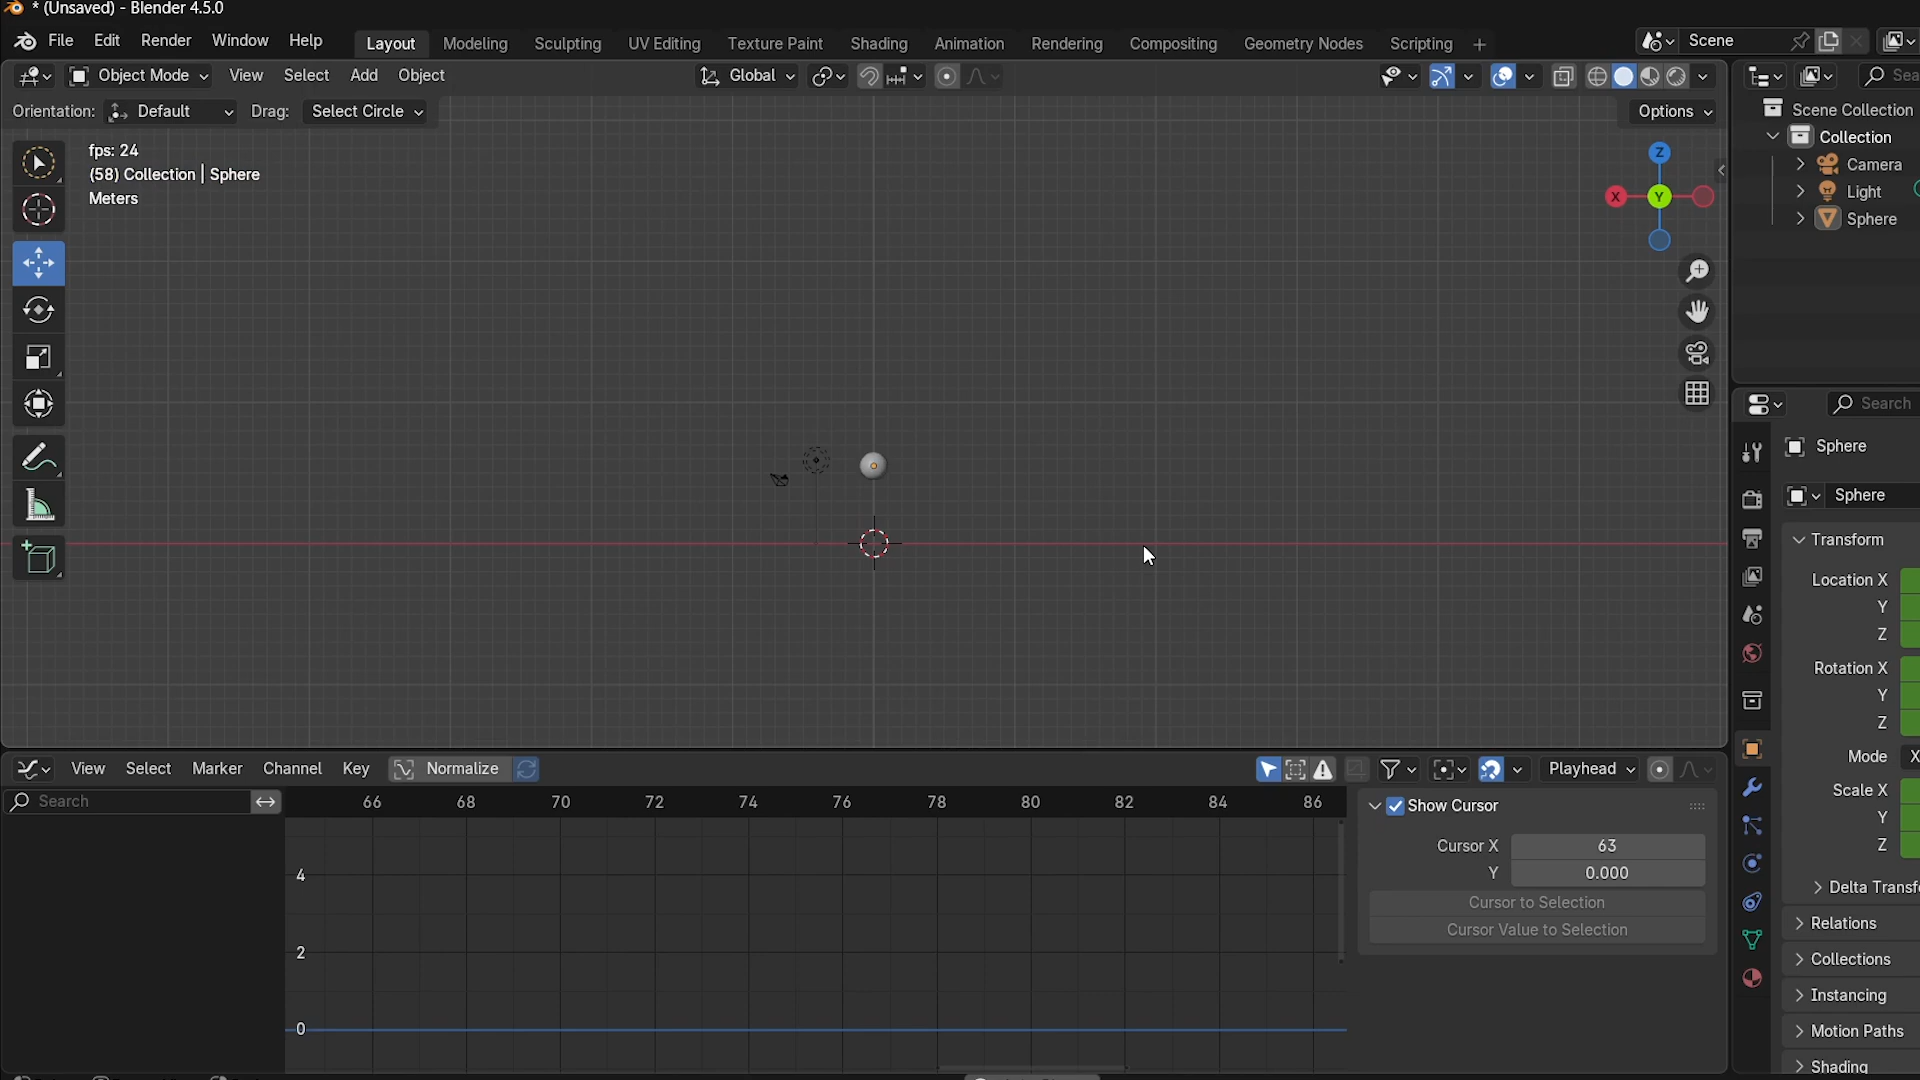 * (Unsaved) - Blender 4.5.0
File Edit Render Window Help Layout Modeling Sculpting UV Editing Texture Paint Shading Animation Rendering Compositing Geometry Nodes Scripting + Scene
Object Mode View Select Add Object Global
Orientation: Default Drag: Select Circle Options
fps: 24
(58) Collection | Sphere
Meters
Z
X
Y
Sea
Scene Collection
Collection
Camera
Light
Sphere
Search
Sphere
Sphere
Transform
Location X
Y
Z
Rotation X
Y
Z
Mode X
Scale X
Y
Z
Delta Transf
Relations
Collections
Instancing
Motion Paths
Shading
View Select Marker Channel Key Normalize Playhead
Search
66 68 70 72 74 76 78 80 82 84 86
4
2
0
Show Cursor
Cursor X 63
Y 0.000
Cursor to Selection
Cursor Value to Selection